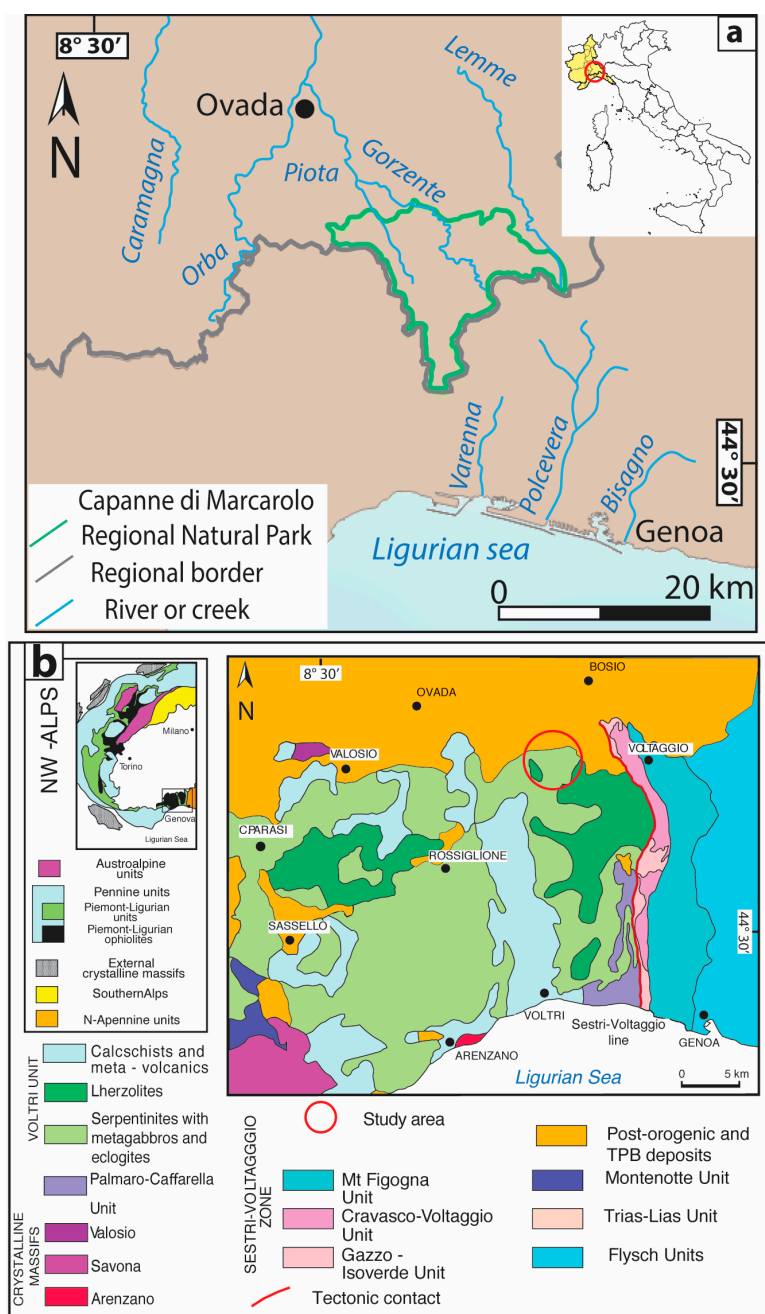 8° 30'
a
Ovada
N
Lemme
Gorzente
Piota
Caramagna
Orba
Varenna
Polcevera
Bisagno
44° 30'
Genoa
Ligurian sea
0
20 km
Capanne di Marcarolo
Regional Natural Park
Regional border
River or creek
b
NW -ALPS
Milano
Torino
Genova
Ligurian Sea
Austroalpine
units
Pennine units
Piemont-Ligurian
units
Piemont-Ligurian
ophiolites
External
crystalline massifs
SouthernAlps
N-Apennine units
N
8° 30'
BOSIO
OVADA
VALOSIO
VOLTAGGIO
C.PARASI
ROSSIGLIONE
SASSELLO
44° 30'
VOLTRI
Sestri-Voltaggio
line
GENOA
ARENZANO
Ligurian Sea
0
5 km
VOLTRI UNIT
Calcschists and
meta - volcanics
Lherzolites
Serpentinites with
metagabbros and
eclogites
Palmaro-Caffarella
Unit
CRYSTALLINE
MASSIFS
Valosio
Savona
Arenzano
Study area
SESTRI-VOLTAGGGIO
ZONE
Mt Figogna
Unit
Cravasco-Voltaggio
Unit
Gazzo -
Isoverde Unit
Tectonic contact
Post-orogenic and
TPB deposits
Montenotte Unit
Trias-Lias Unit
Flysch Units